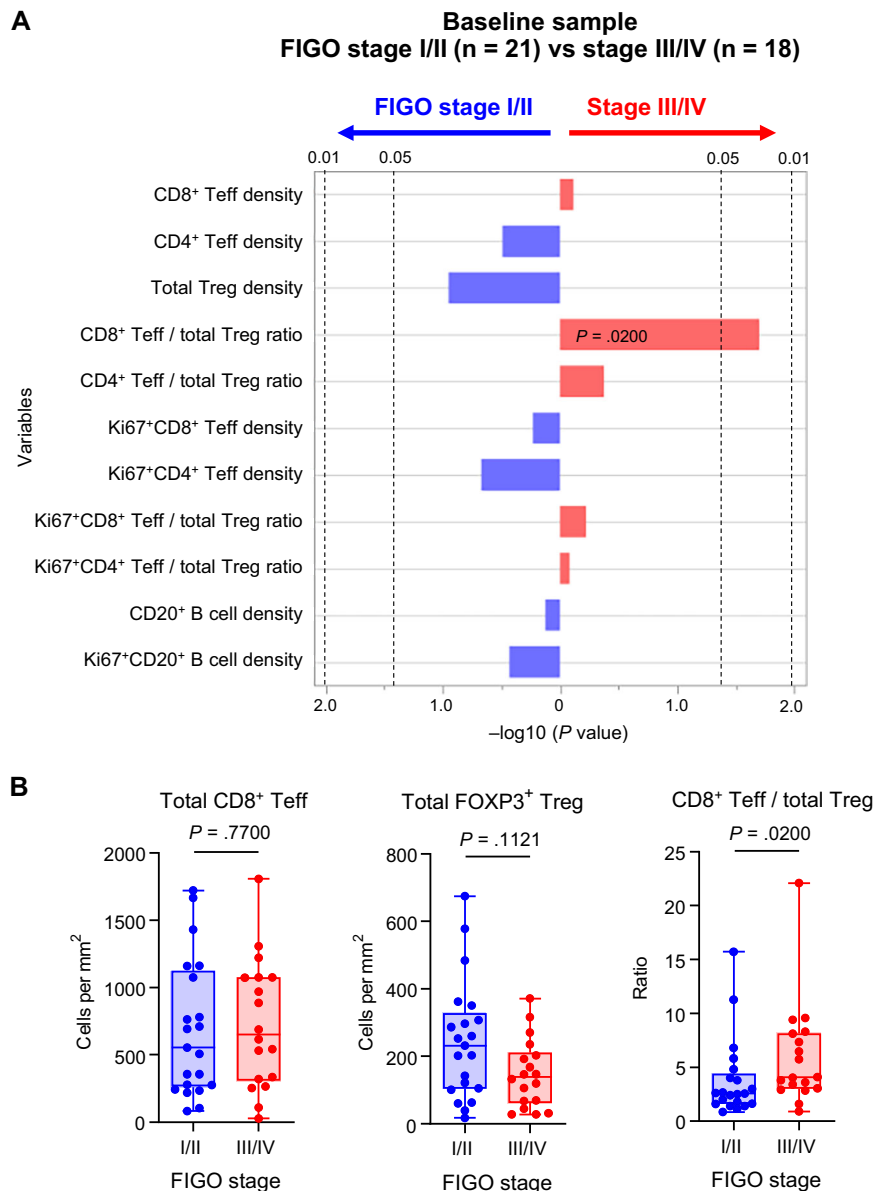 A
Baseline sample
FIGO stage I/II (n = 21) vs stage III/IV (n = 18)
FIGO stage I/II
Stage III/IV
0.01
0.05
0.05
0.01
Variables
CD8⁺ Teff density
CD4⁺ Teff density
Total Treg density
CD8⁺ Teff / total Treg ratio
P = .0200
CD4⁺ Teff / total Treg ratio
Ki67⁺CD8⁺ Teff density
Ki67⁺CD4⁺ Teff density
Ki67⁺CD8⁺ Teff / total Treg ratio
Ki67⁺CD4⁺ Teff / total Treg ratio
CD20⁺ B cell density
Ki67⁺CD20⁺ B cell density
2.0
1.0
0
1.0
2.0
–log10 (P value)
B
Total CD8⁺ Teff
P = .7700
Cells per mm²
2000
1500
1000
500
0
I/II
III/IV
FIGO stage
Total FOXP3⁺ Treg
P = .1121
Cells per mm²
800
600
400
200
0
I/II
III/IV
FIGO stage
CD8⁺ Teff / total Treg
P = .0200
Ratio
25
20
15
10
5
0
I/II
III/IV
FIGO stage